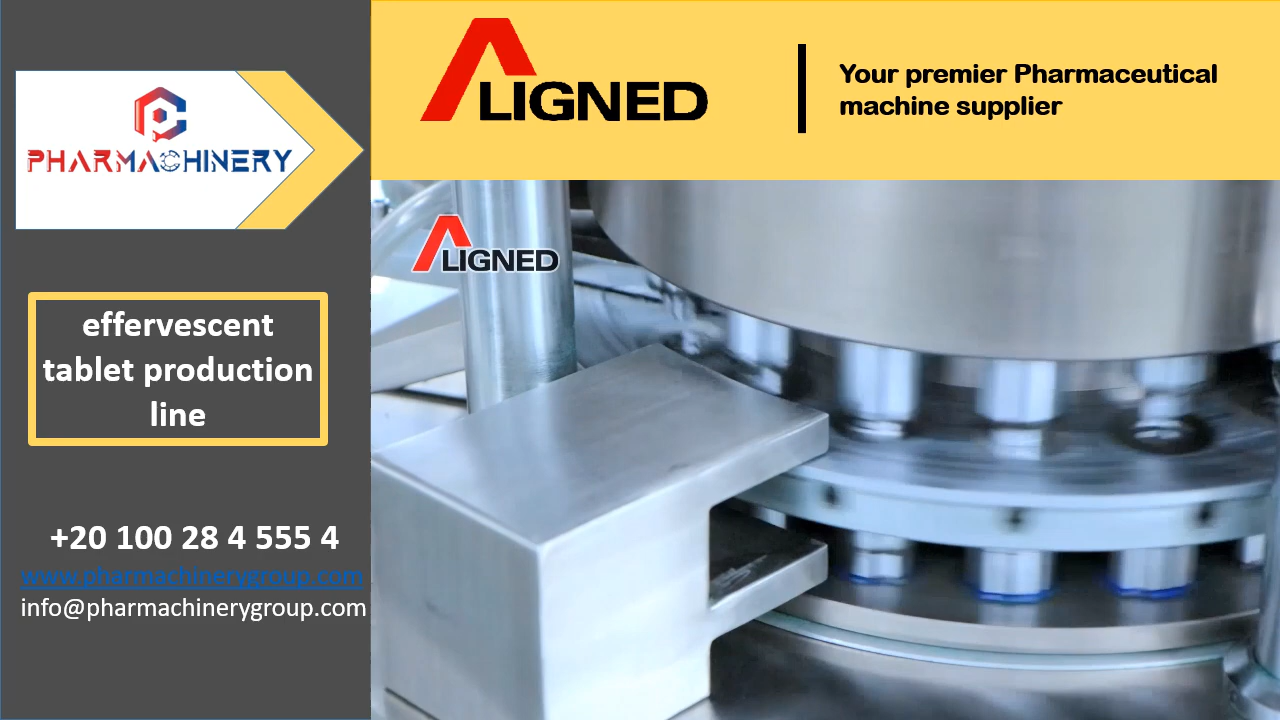 PHARMACHINERY
effervescent
tablet production
line
+20 100 28 4 555 4
www.pharmachinerygroup.com
info@pharmachinerygroup.com
ALIGNED
Your premier Pharmaceutical
machine supplier
ALIGNED